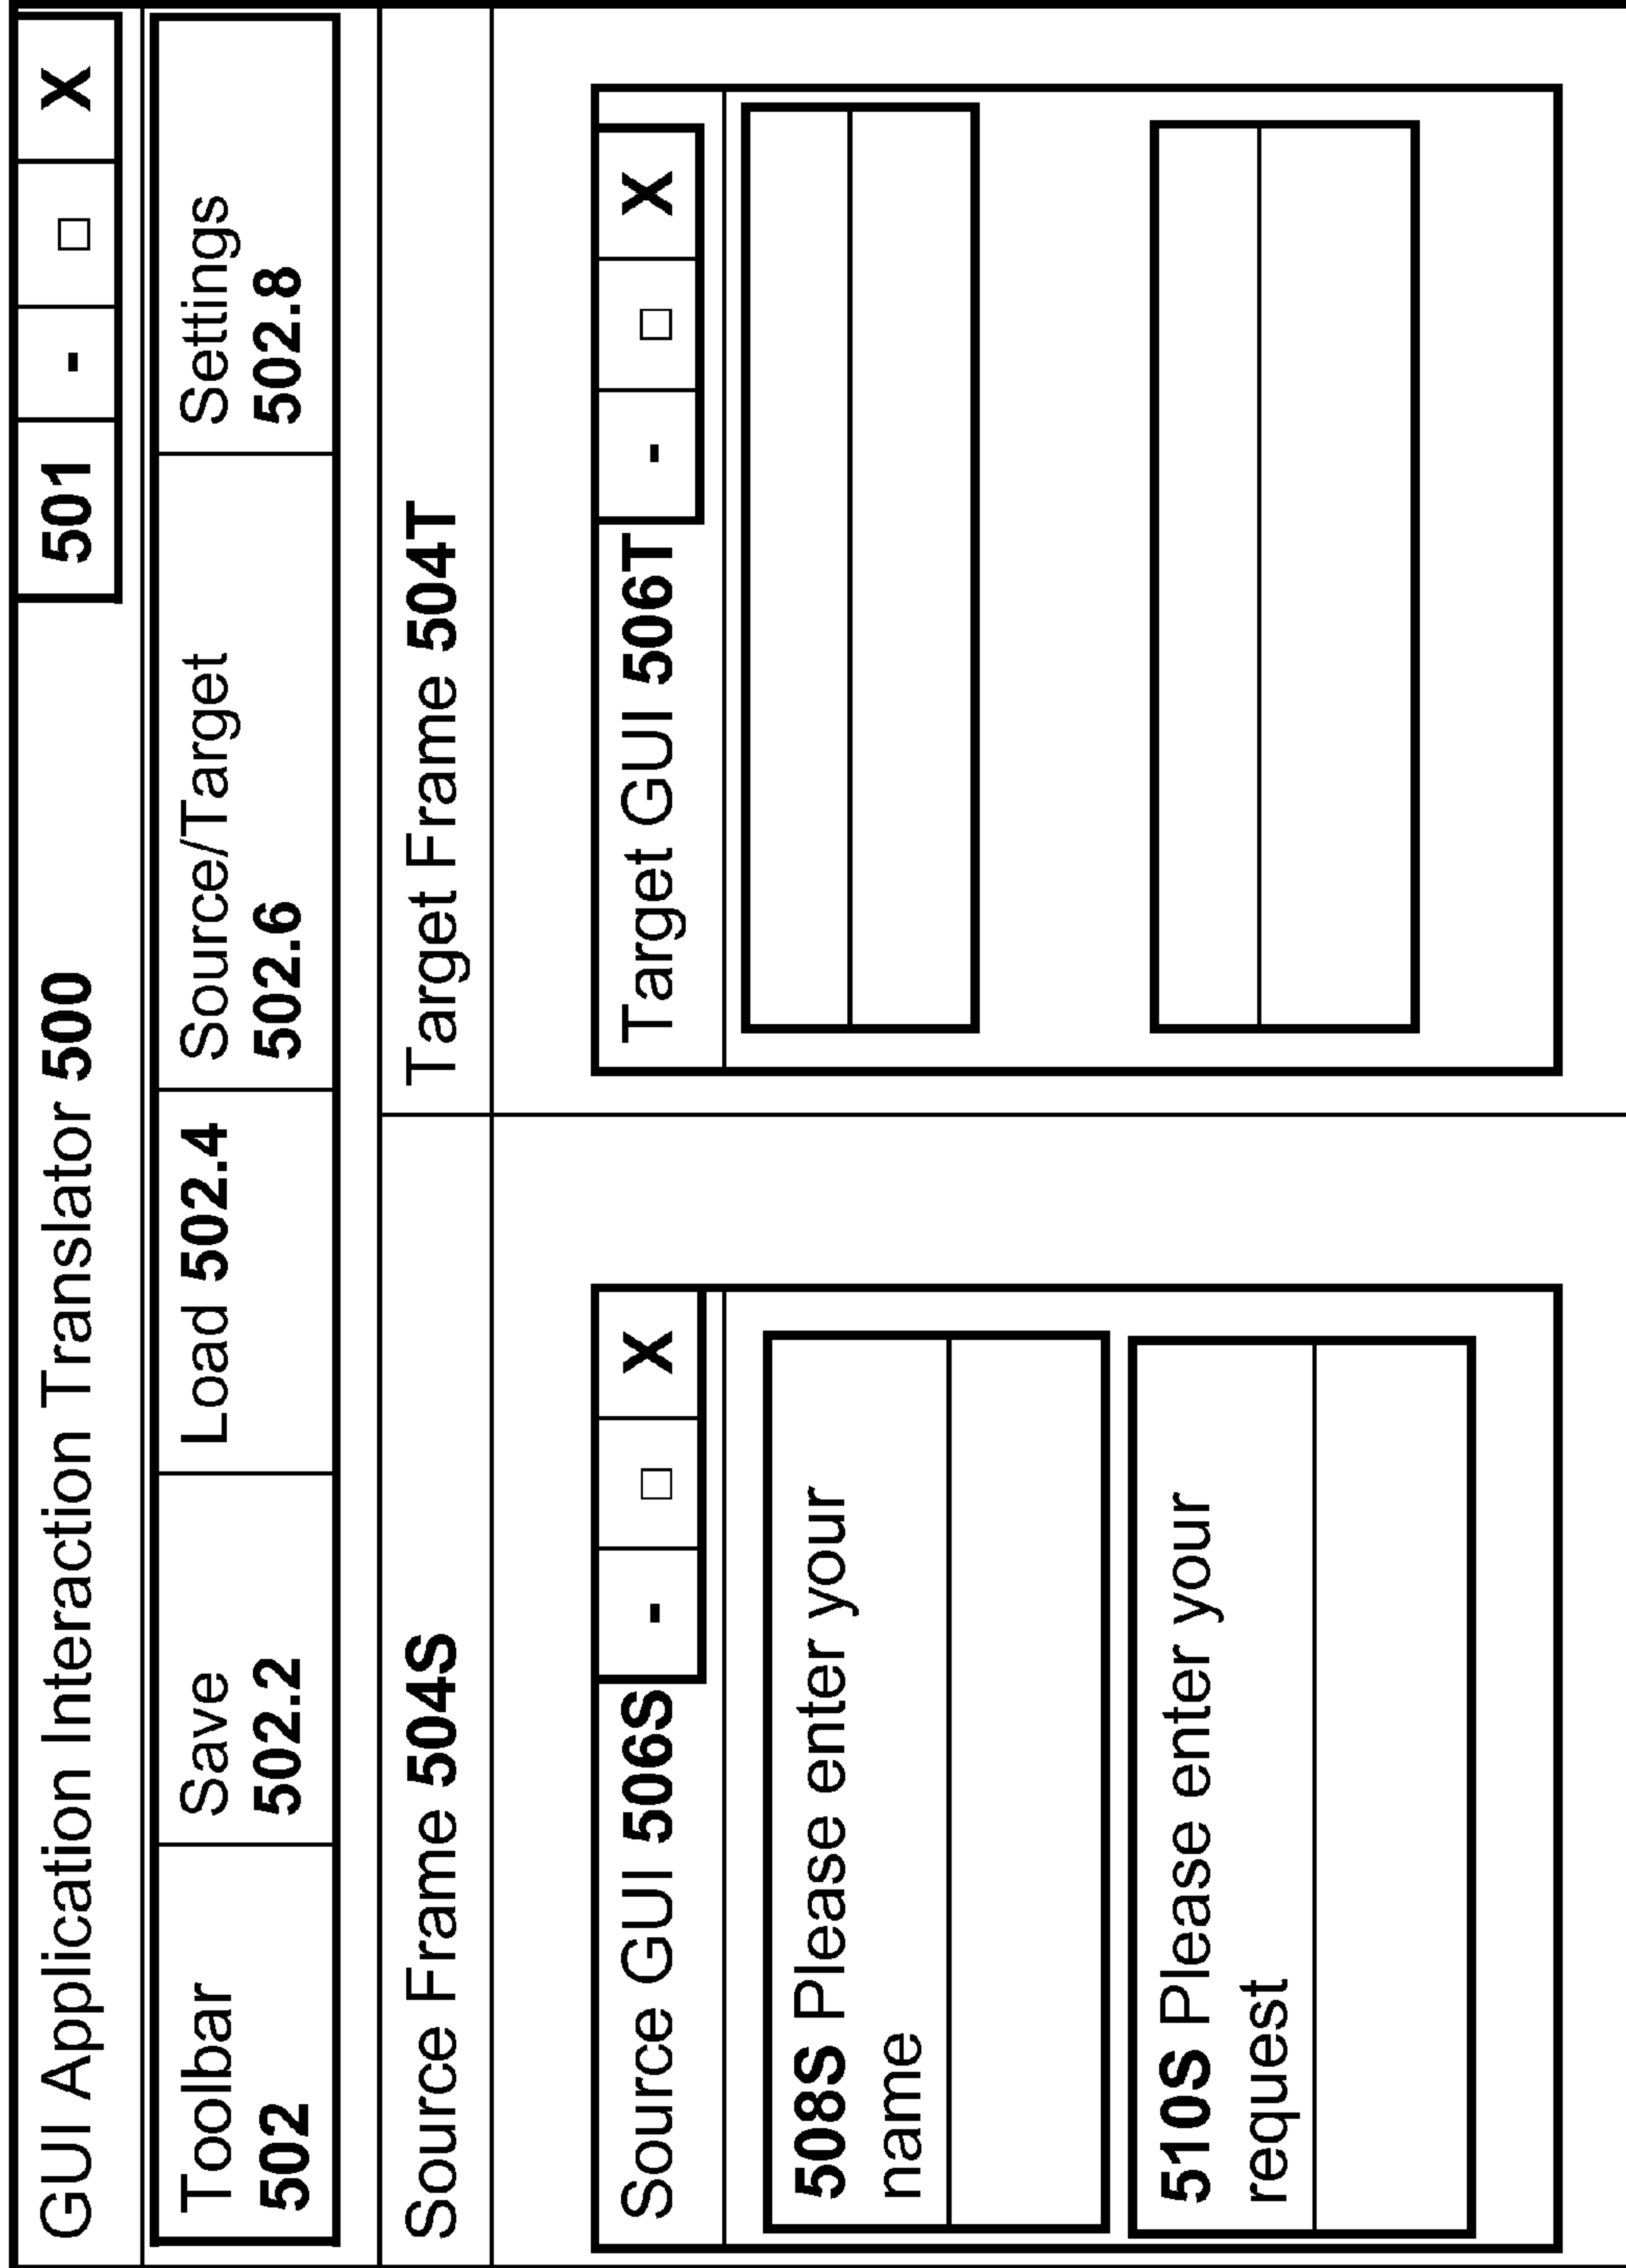 GUI Application Interaction Translator 500
501 - □ X
Toolbar
502
Save
502.2
Load 502.4
Source/Target
502.6
Settings
502.8
Source Frame 504S
Target Frame 504T
Source GUI 506S - □ X
508S Please enter your
name
510S Please enter your
request
Target GUI 506T - □ X